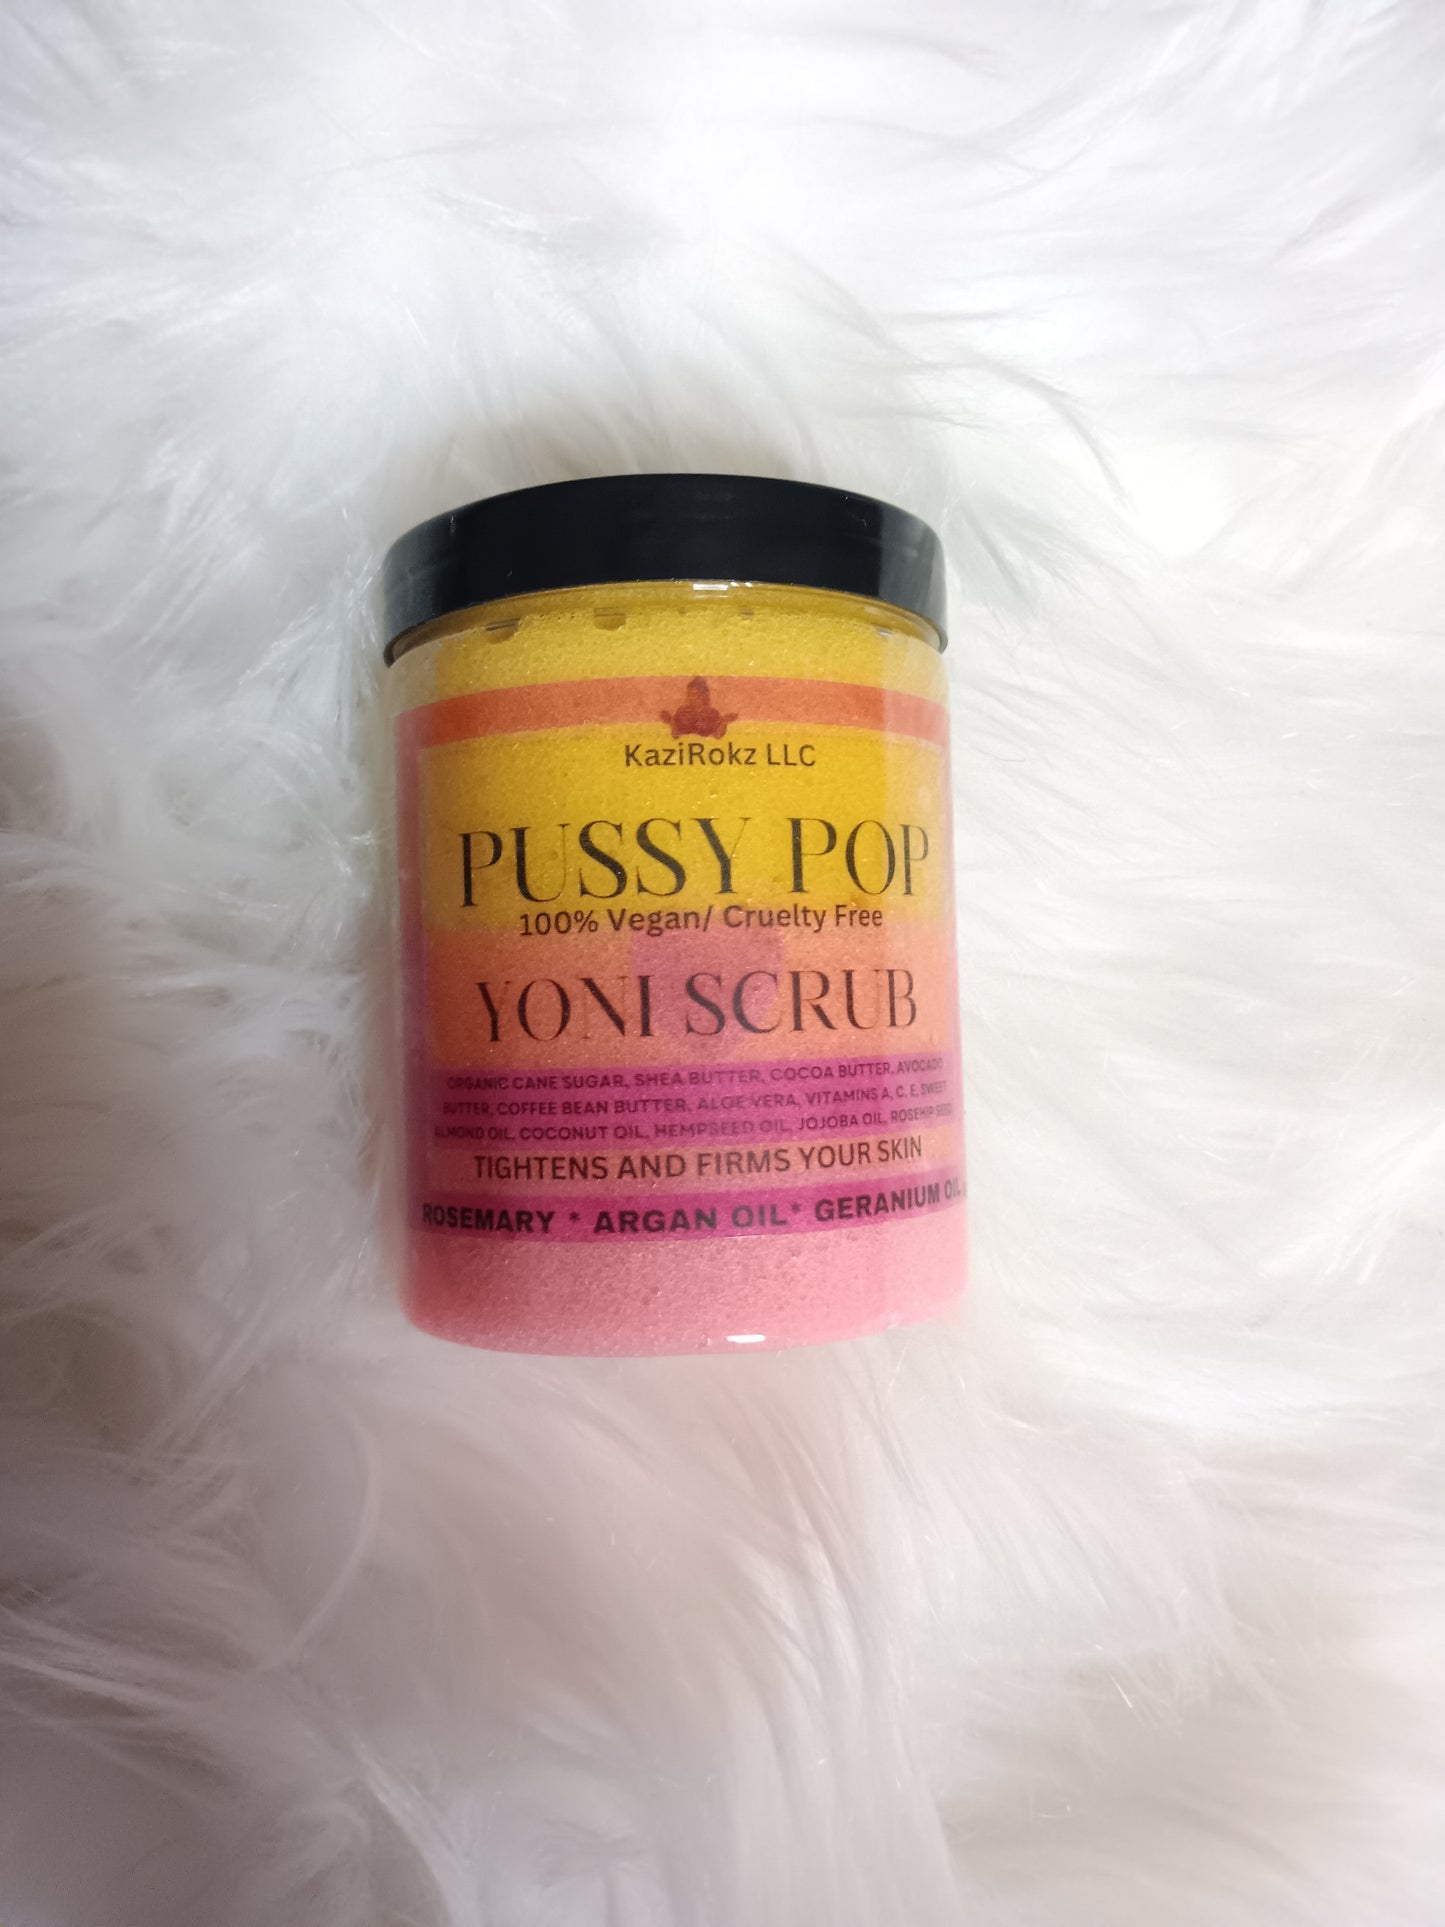 KaziRokz LLC
PUSSY POP
100% Vegan/ Cruelty Free
YONI SCRUB
ORGANIC CANE SUGAR, SHEA BUTTER, COCOA BUTTER, AVOCADO
BUTTER, COFFEE BEAN BUTTER, ALOE VERA, VITAMINS A, C, E, SWEET
ALMOND OIL, COCONUT OIL, HEMPSEED OIL, JOJOBA OIL, ROSEHIP SEED
TIGHTENS AND FIRMS YOUR SKIN
ROSEMARY * ARGAN OIL* GERANIUM OIL